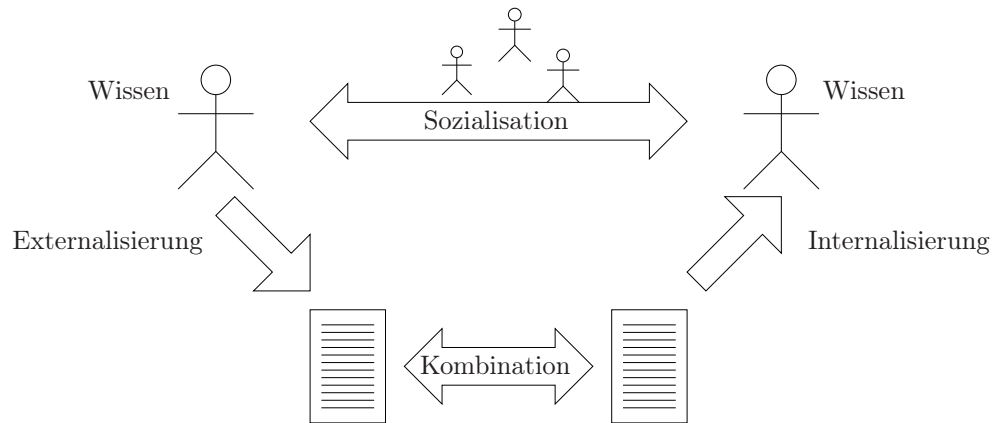 Wissen
Wissen
Sozialisation
Externalisierung
Internalisierung
Kombination